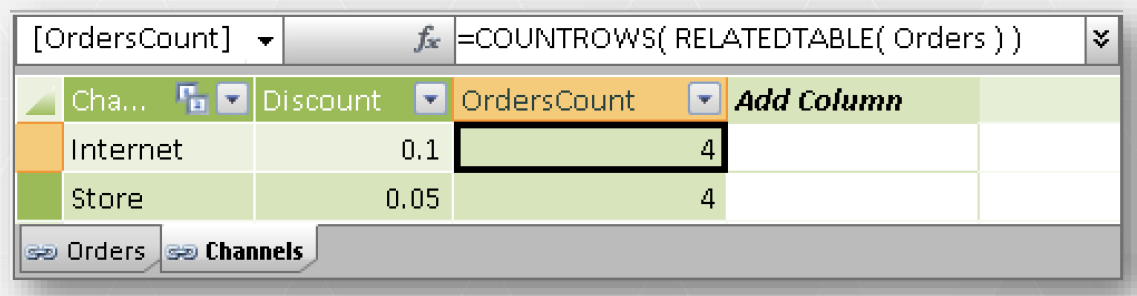 [OrdersCount] fx =COUNTROWS( RELATEDTABLE( Orders ) )
Cha... Discount OrdersCount Add Column
Internet 0.1 4
Store 0.05 4
Orders Channels